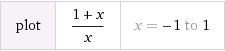 plot | (1 + x)/x | x = −1 to 1